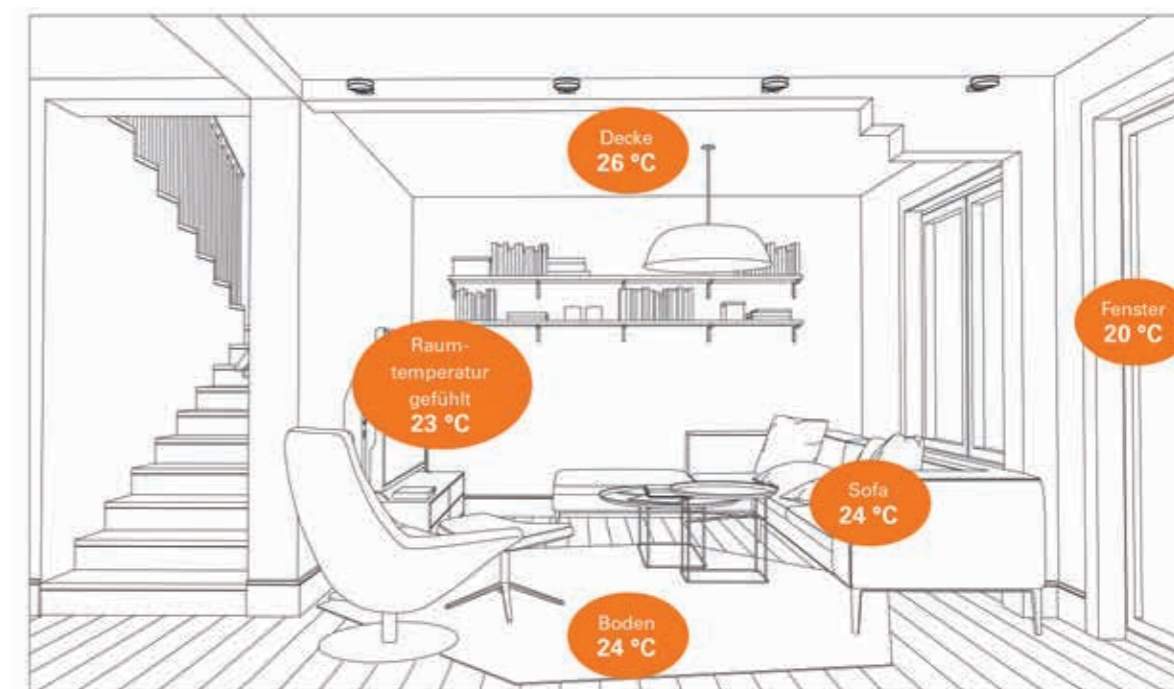 Decke
26 °C
Fenster
20 °C
Raum-
temperatur
gefühlt
23 °C
Sofa
24 °C
Boden
24 °C